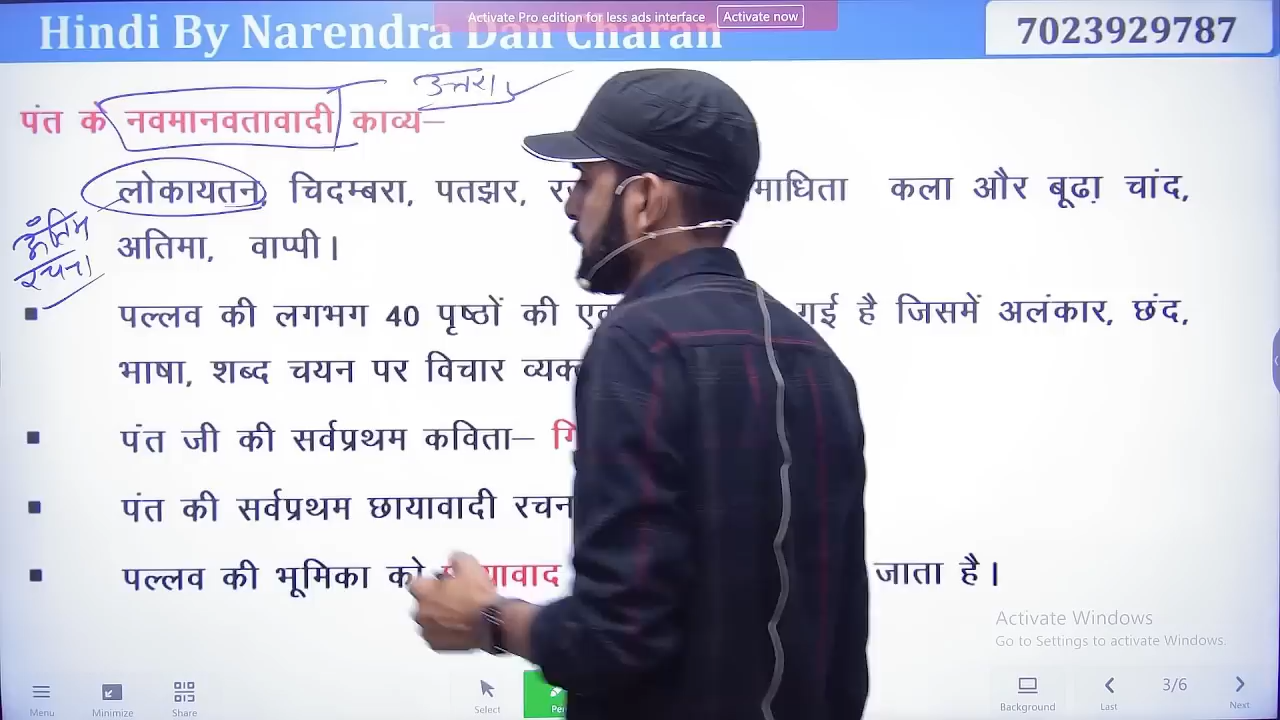 Activate Pro edition for less ads interface Activate now
Hindi By Narendra Dan Charan 7023929787
उत्तरा
पंत के नवमानवतावादी काव्य–
लोकायतन, चिदम्बरा, पतझर, माधिता कला और बूढा़ चांद,
अंतिम
रचना
अतिमा, वाप्पी।
▪ पल्लव की लगभग 40 पृष्ठों की गई है जिसमें अलंकार, छंद,
भाषा, शब्द चयन पर विचार
▪ पंत जी की सर्वप्रथम कविता–
▪ पंत की सर्वप्रथम छायावादी
▪ पल्लव की भूमिका को जाता है।
Activate Windows
Go to Settings to activate Windows.
Menu Minimize Share Select Background Last 3/6 Next